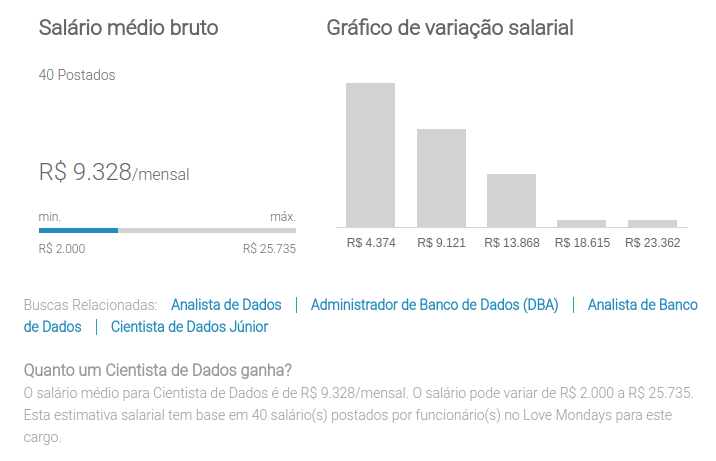 Salário médio bruto
40 Postados
R$ 9.328/mensal
min. máx.
R$ 2.000 R$ 25.735
Gráfico de variação salarial
R$ 4.374 R$ 9.121 R$ 13.868 R$ 18.615 R$ 23.362
Buscas Relacionadas: Analista de Dados | Administrador de Banco de Dados (DBA) | Analista de Banco
de Dados | Cientista de Dados Júnior
Quanto um Cientista de Dados ganha?
O salário médio para Cientista de Dados é de R$ 9.328/mensal. O salário pode variar de R$ 2.000 a R$ 25.735.
Esta estimativa salarial tem base em 40 salário(s) postados por funcionário(s) no Love Mondays para este
cargo.